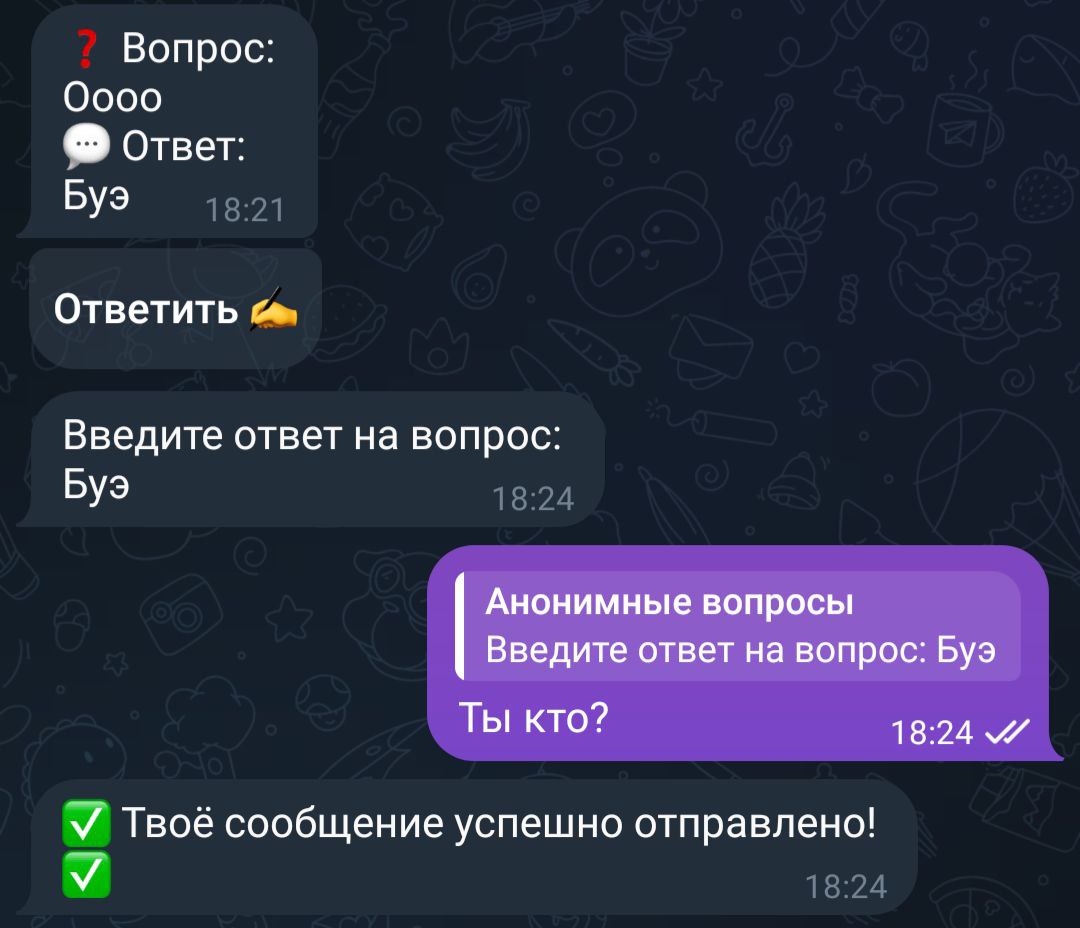 ❓ Вопрос:
Оооо
💬 Ответ:
Буэ
18:21
Ответить ✍️
Введите ответ на вопрос:
Буэ
18:24
Анонимные вопросы
Введите ответ на вопрос: Буэ
Ты кто?
18:24
✅ Твоё сообщение успешно отправлено!
✅
18:24